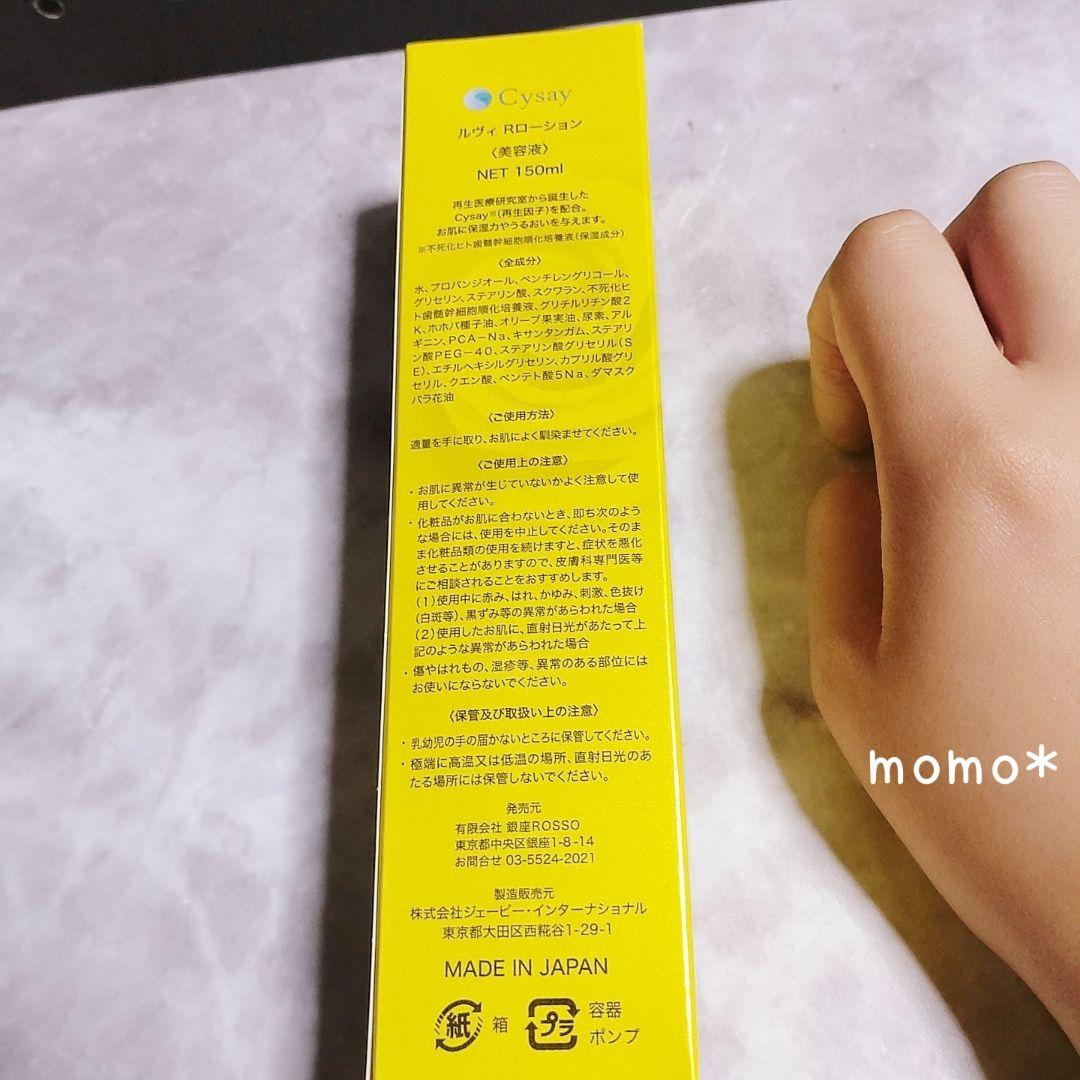 Cysay
ルヴィ Rローション
〈美容液〉
NET 150ml
再生医療研究室から誕生した
Cysay※(再生因子)を配合。
お肌に保湿力やうるおいを与えます。
※不死化ヒト歯髄幹細胞順化培養液(保湿成分)
〈全成分〉
水、プロパンジオール、ペンチレングリコール、
グリセリン、ステアリン酸、スクワラン、不死化ヒ
ト歯髄幹細胞順化培養液、グリチルリチン酸2
K、ホホバ種子油、オリーブ果実油、尿素、アル
ギニン、PCA－Na、キサンタンガム、ステアリ
ン酸PEG－40、ステアリン酸グリセリル(S
E)、エチルヘキシルグリセリン、カプリル酸グリ
セリル、クエン酸、ペンテト酸5Na、ダマスク
バラ花油
〈ご使用方法〉
適量を手に取り、お肌によく馴染ませてください。
〈ご使用上の注意〉
・お肌に異常が生じていないかよく注意して使
用してください。
・化粧品がお肌に合わないとき、即ち次のよう
な場合には、使用を中止してください。そのま
ま化粧品類の使用を続けますと、症状を悪化
させることがありますので、皮膚科専門医等
にご相談されることをおすすめします。
(1)使用中に赤み、はれ、かゆみ、刺激、色抜け
(白斑等)、黒ずみ等の異常があらわれた場合
(2)使用したお肌に、直射日光があたって上
記のような異常があらわれた場合
・傷やはれもの、湿疹等、異常のある部位には
お使いにならないでください。
〈保管及び取扱い上の注意〉
・乳幼児の手の届かないところに保管してください。
・極端に高温又は低温の場所、直射日光のあ
たる場所には保管しないでください。
発売元
有限会社 銀座ROSSO
東京都中央区銀座1-8-14
お問合せ 03-5524-2021
製造販売元
株式会社ジェーピー・インターナショナル
東京都大田区西糀谷1-29-1
MADE IN JAPAN
紙 箱
プラ 容器
ポンプ
momo*